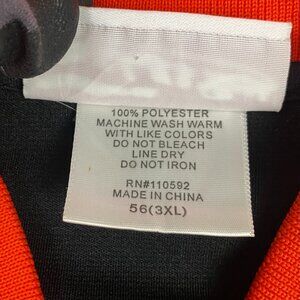 100% POLYESTER
MACHINE WASH WARM
WITH LIKE COLORS
DO NOT BLEACH
LINE DRY
DO NOT IRON
RN#110592
MADE IN CHINA
56(3XL)